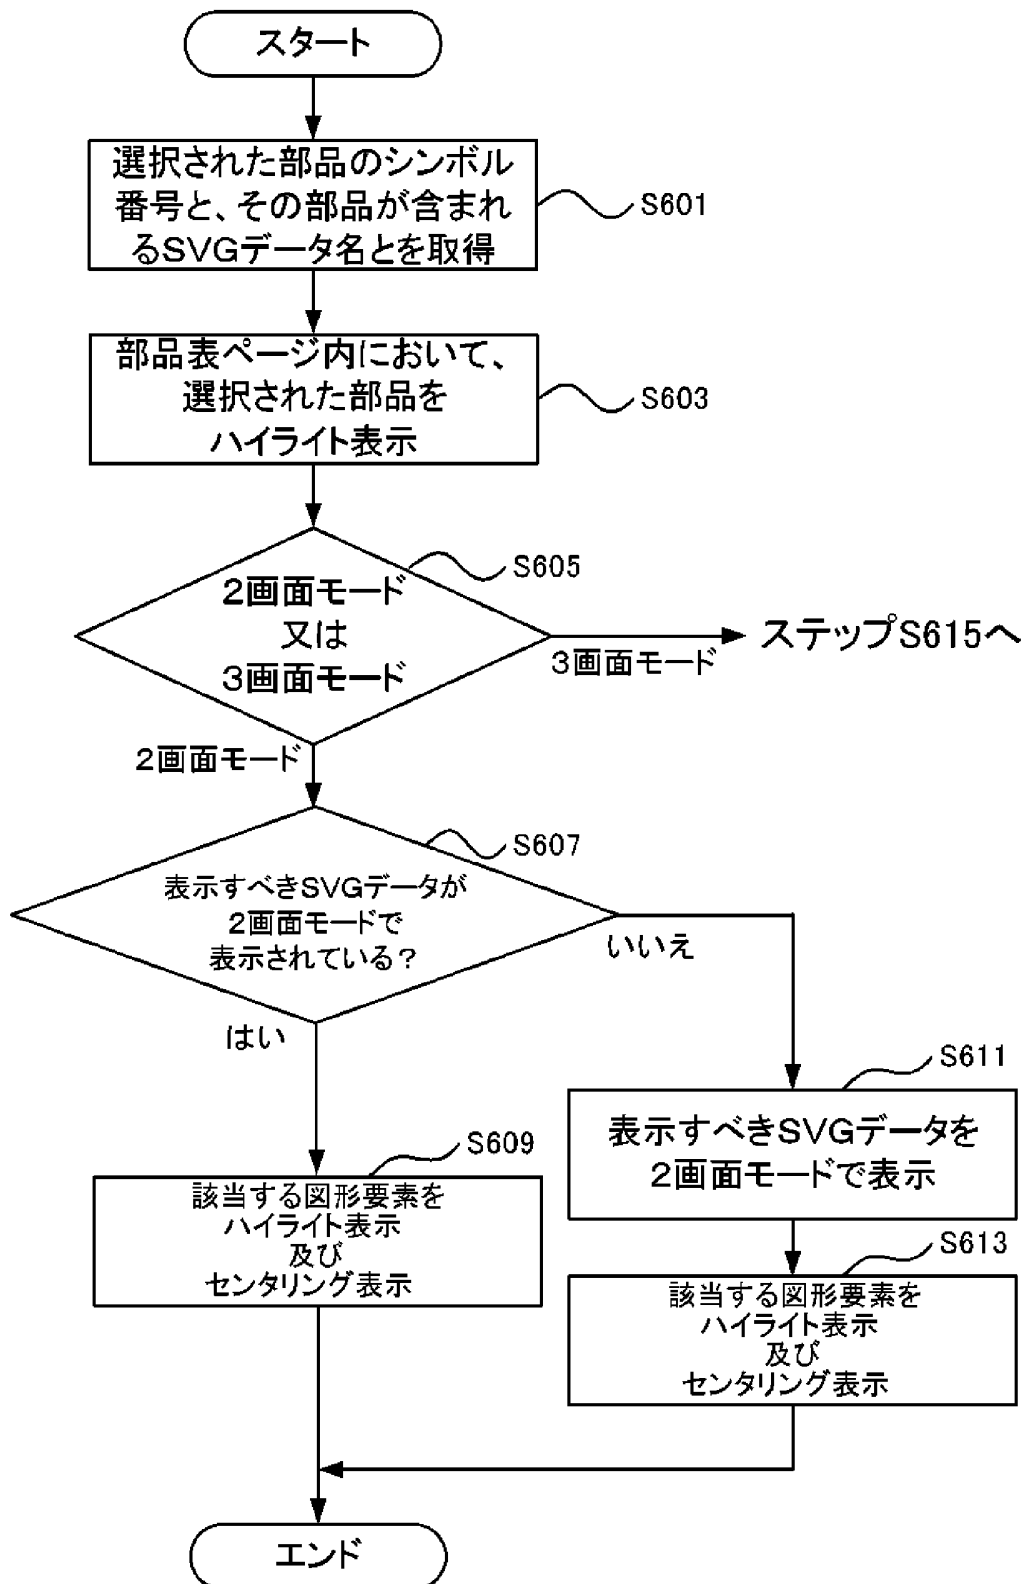 スタート
選択された部品のシンボル
番号と、その部品が含まれ
るSVGデータ名とを取得
S601
部品表ページ内において、
選択された部品を
ハイライト表示
S603
2画面モード
又は
3画面モード
S605
3画面モード
ステップS615へ
2画面モード
表示すべきSVGデータが
2画面モードで
表示されている?
S607
いいえ
はい
S611
表示すべきSVGデータを
2画面モードで表示
S609
該当する図形要素を
ハイライト表示
及び
センタリング表示
S613
該当する図形要素を
ハイライト表示
及び
センタリング表示
エンド